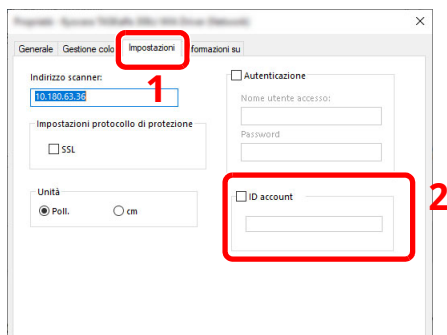 Generale Gestione colo Impostazioni formazioni su
1
Indirizzo scanner:
10.180.63.36
Autenticazione
Nome utente accesso:
Password
Impostazioni protocollo di protezione
SSL
Unità
Poll. cm
ID account
2